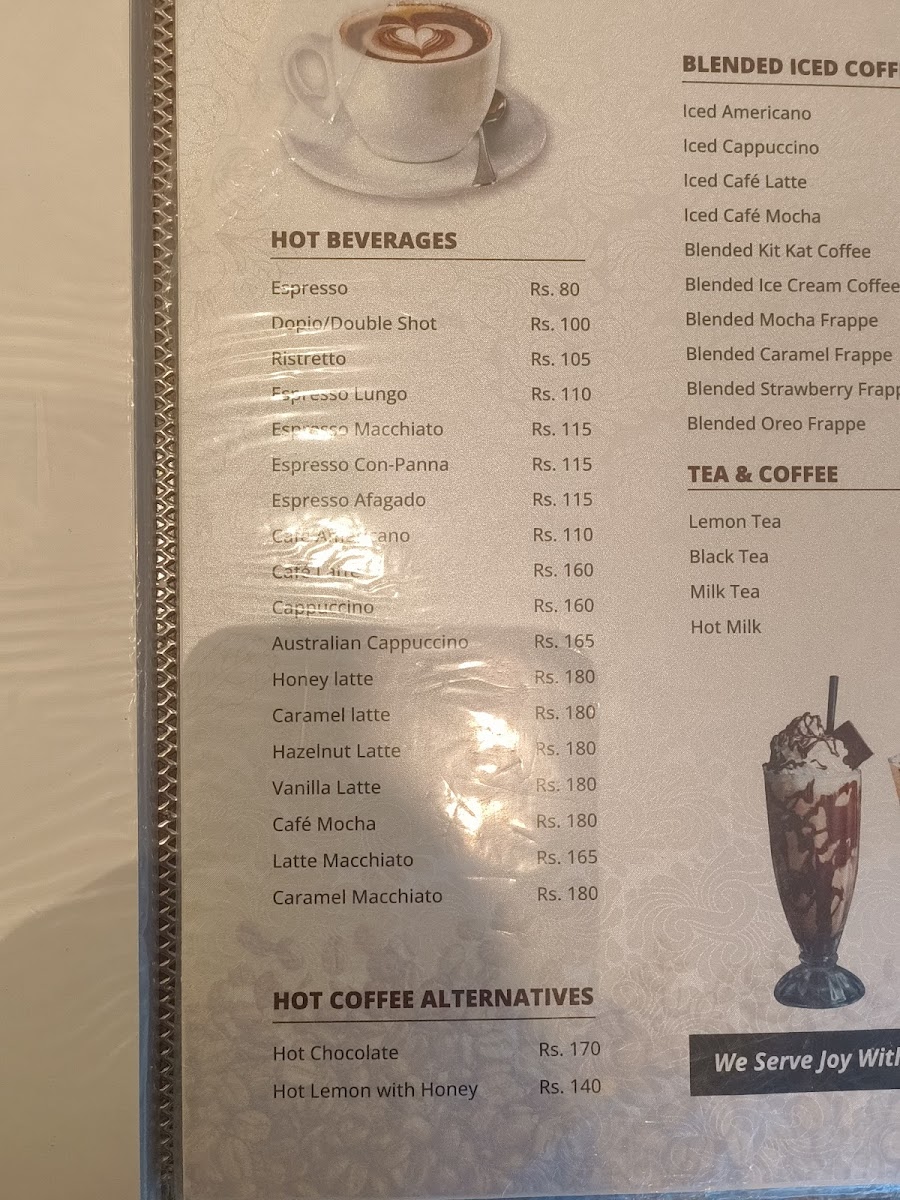 HOT BEVERAGES
Espresso Rs. 80
Dopio/Double Shot Rs. 100
Ristretto Rs. 105
Espresso Lungo Rs. 110
Espresso Macchiato Rs. 115
Espresso Con-Panna Rs. 115
Espresso Afagado Rs. 115
Café Americano Rs. 110
Café Latte Rs. 160
Cappuccino Rs. 160
Australian Cappuccino Rs. 165
Honey latte Rs. 180
Caramel latte Rs. 180
Hazelnut Latte Rs. 180
Vanilla Latte Rs. 180
Café Mocha Rs. 180
Latte Macchiato Rs. 165
Caramel Macchiato Rs. 180
HOT COFFEE ALTERNATIVES
Hot Chocolate Rs. 170
Hot Lemon with Honey Rs. 140
BLENDED ICED COFF
Iced Americano
Iced Cappuccino
Iced Café Latte
Iced Café Mocha
Blended Kit Kat Coffee
Blended Ice Cream Coffee
Blended Mocha Frappe
Blended Caramel Frappe
Blended Strawberry Frapp
Blended Oreo Frappe
TEA & COFFEE
Lemon Tea
Black Tea
Milk Tea
Hot Milk
We Serve Joy With